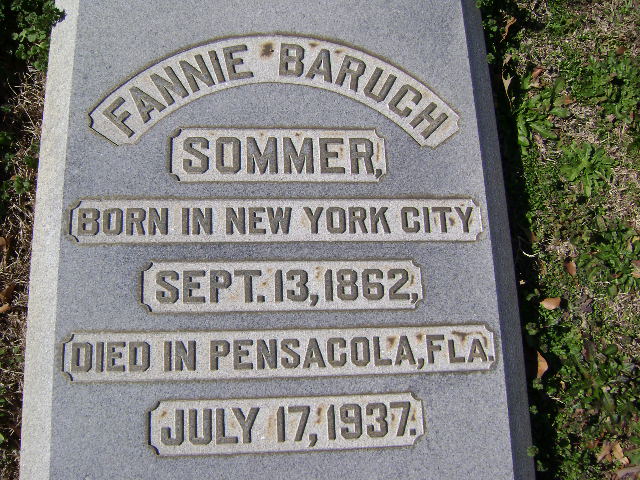 FANNIE BARUCH
SOMMER,
BORN IN NEW YORK CITY
SEPT. 13, 1862,
DIED IN PENSACOLA, FLA.
JULY 17, 1937.